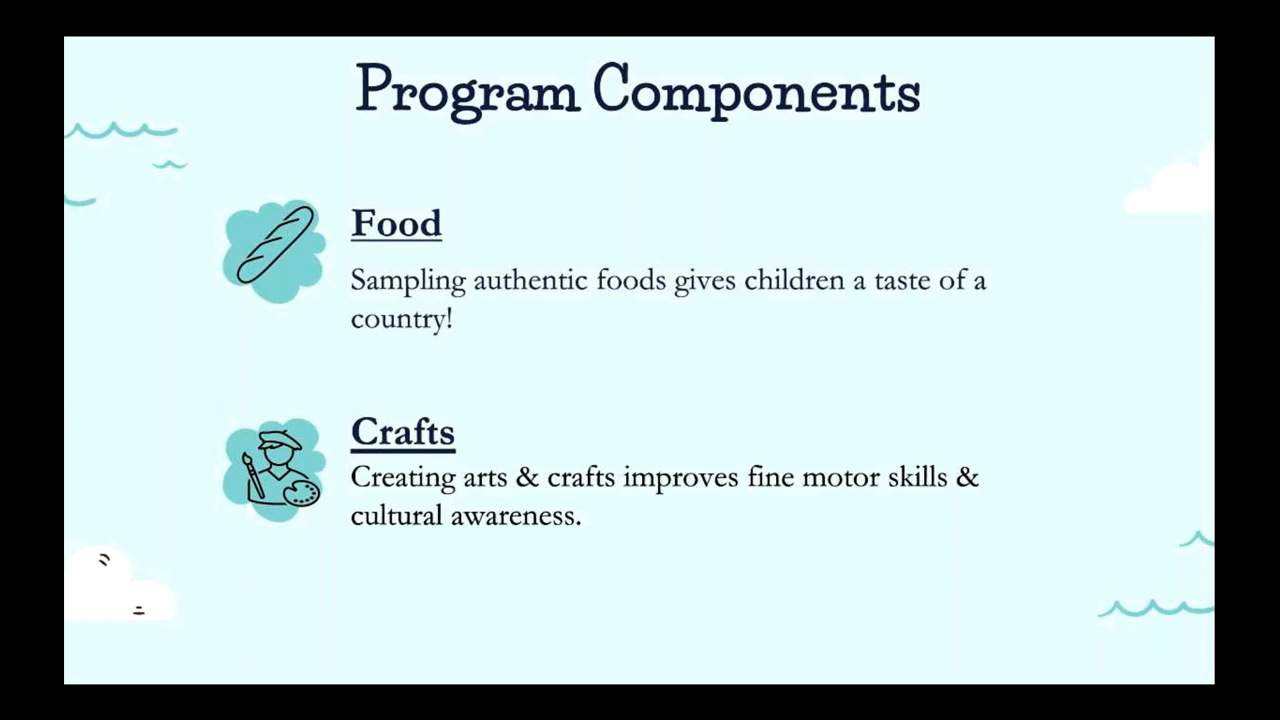 Program Components
Food
Sampling authentic foods gives children a taste of a
country!
Crafts
Creating arts & crafts improves fine motor skills &
cultural awareness.